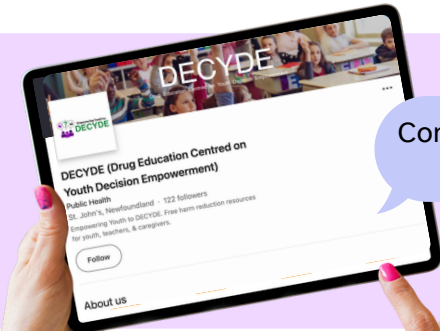 DECYDE
DECYDE
DECYDE (Drug Education Centred on
Youth Decision Empowerment)
Public Health
St. John's, Newfoundland · 122 followers
Empowering Youth to DECYDE. Free harm reduction resources
for youth, teachers, & caregivers.
Follow
About us
Con